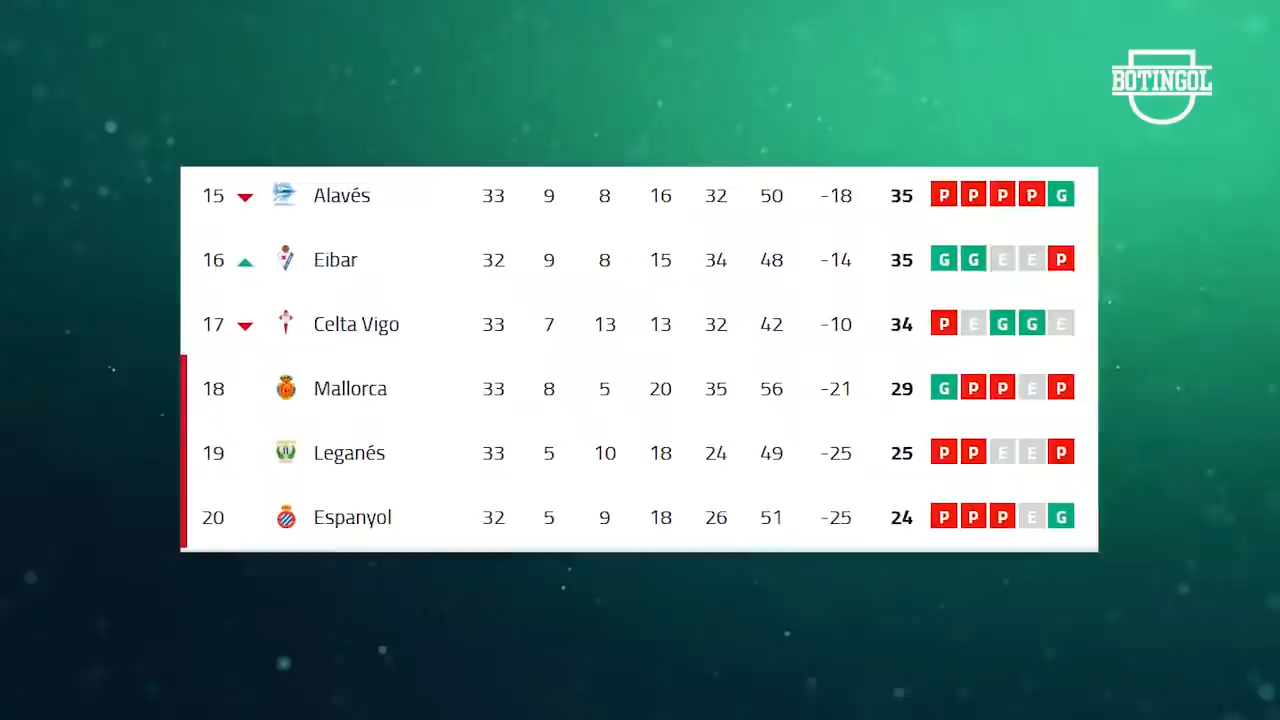 BOTINGOL
15 Alavés 33 9 8 16 32 50 -18 35 P P P P G
16 Eibar 32 9 8 15 34 48 -14 35 G G E E P
17 Celta Vigo 33 7 13 13 32 42 -10 34 P E G G E
18 Mallorca 33 8 5 20 35 56 -21 29 G P P E P
19 Leganés 33 5 10 18 24 49 -25 25 P P E E P
20 Espanyol 32 5 9 18 26 51 -25 24 P P P E G